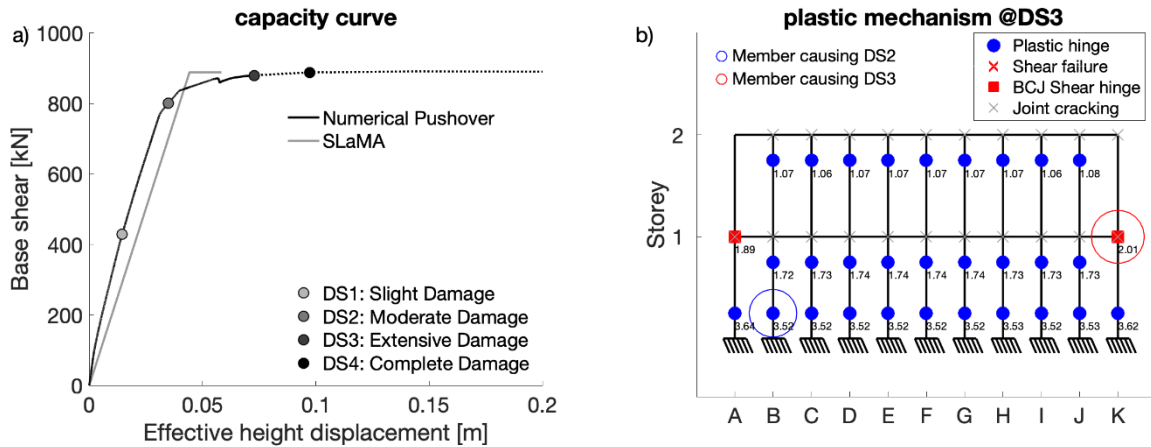 capacity curve
a)
1000
800
600
400
200
0
Base shear [kN]
Numerical Pushover
SLaMA
DS1: Slight Damage
DS2: Moderate Damage
DS3: Extensive Damage
DS4: Complete Damage
0 0.05 0.1 0.15 0.2
Effective height displacement [m]
plastic mechanism @DS3
b)
Member causing DS2
Member causing DS3
Plastic hinge
Shear failure
BCJ Shear hinge
Joint cracking
Storey
2
1
1.07 1.06 1.07 1.07 1.07 1.07 1.07 1.06 1.08
1.89 2.01
1.72 1.73 1.74 1.74 1.74 1.74 1.73 1.73 1.73
3.64 3.52 3.52 3.52 3.52 3.52 3.52 3.53 3.52 3.53 3.62
A B C D E F G H I J K